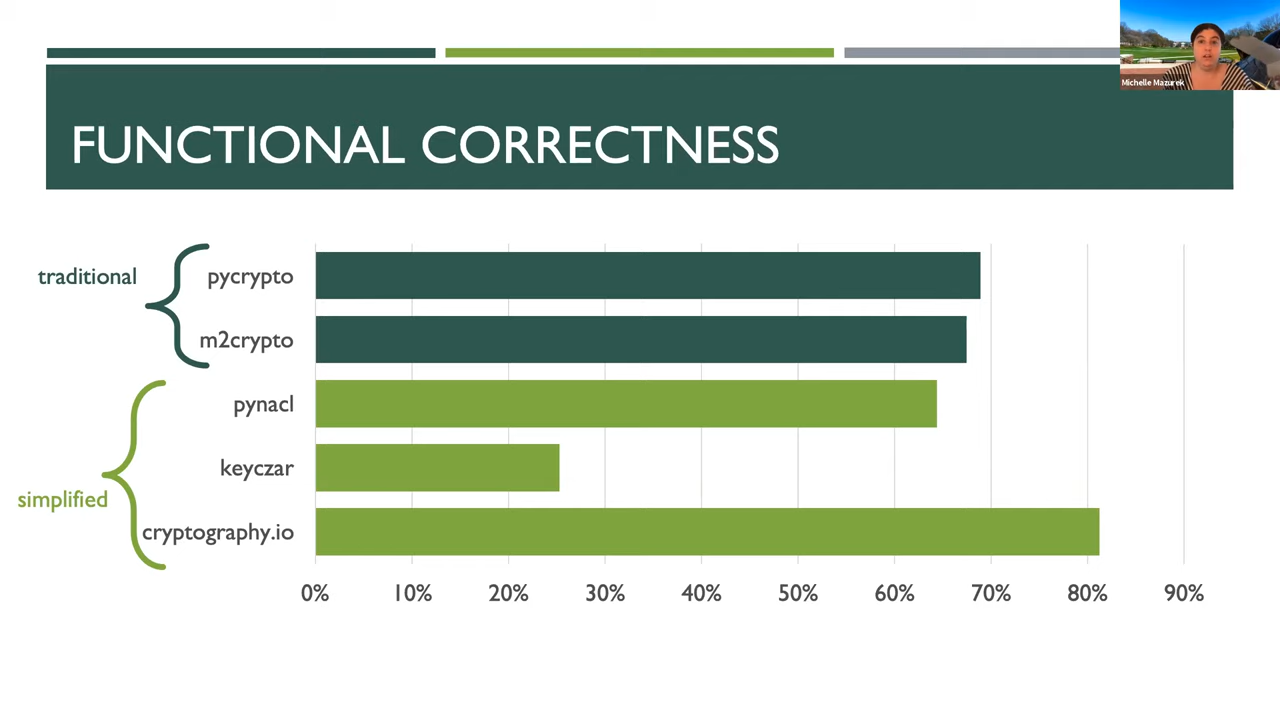 Michelle Mazurek
FUNCTIONAL CORRECTNESS
traditional
pycrypto
m2crypto
pynacl
keyczar
simplified
cryptography.io
0% 10% 20% 30% 40% 50% 60% 70% 80% 90%